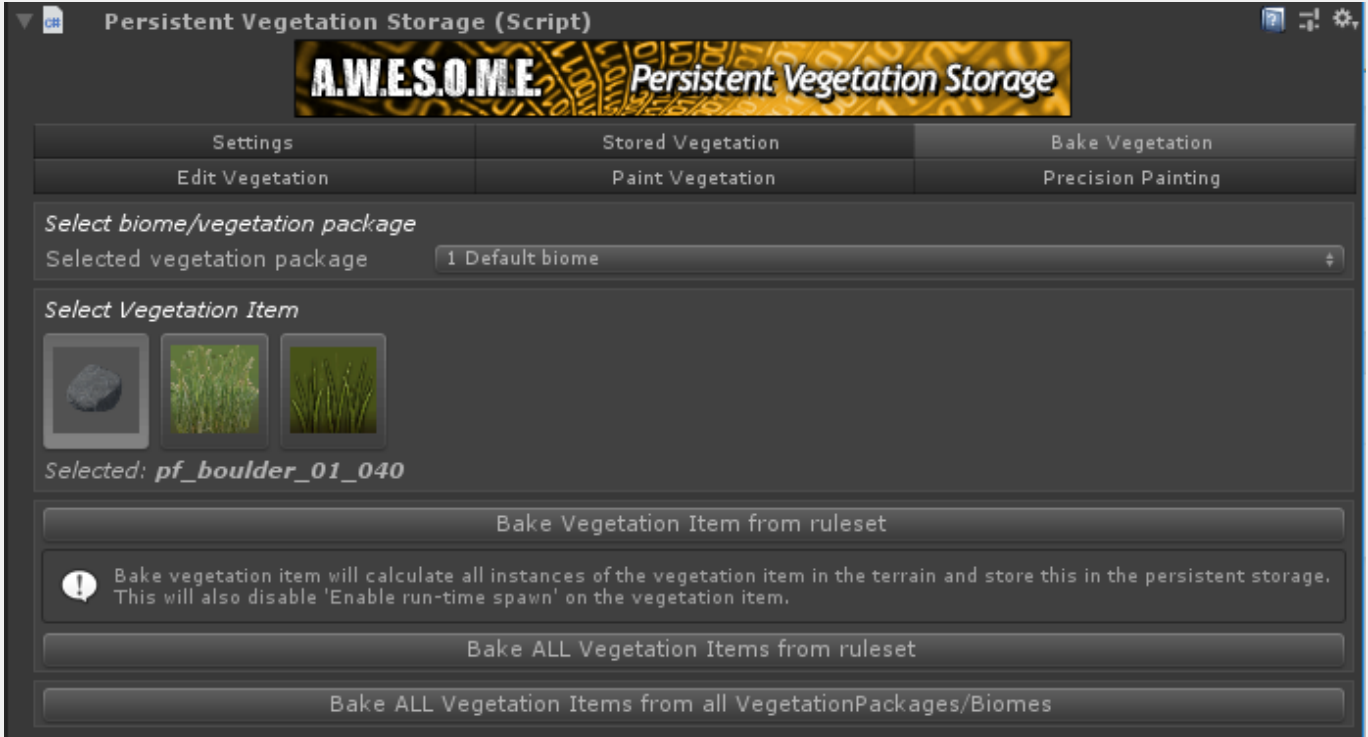 Persistent Vegetation Storage (Script)
A.W.E.S.O.M.E. Persistent Vegetation Storage
Settings Stored Vegetation Bake Vegetation
Edit Vegetation Paint Vegetation Precision Painting
Select biome/vegetation package
Selected vegetation package 1 Default biome
Select Vegetation Item
Selected: pf_boulder_01_040
Bake Vegetation Item from ruleset
Bake vegetation item will calculate all instances of the vegetation item in the terrain and store this in the persistent storage.
This will also disable 'Enable run-time spawn' on the vegetation item.
Bake ALL Vegetation Items from ruleset
Bake ALL Vegetation Items from all VegetationPackages/Biomes